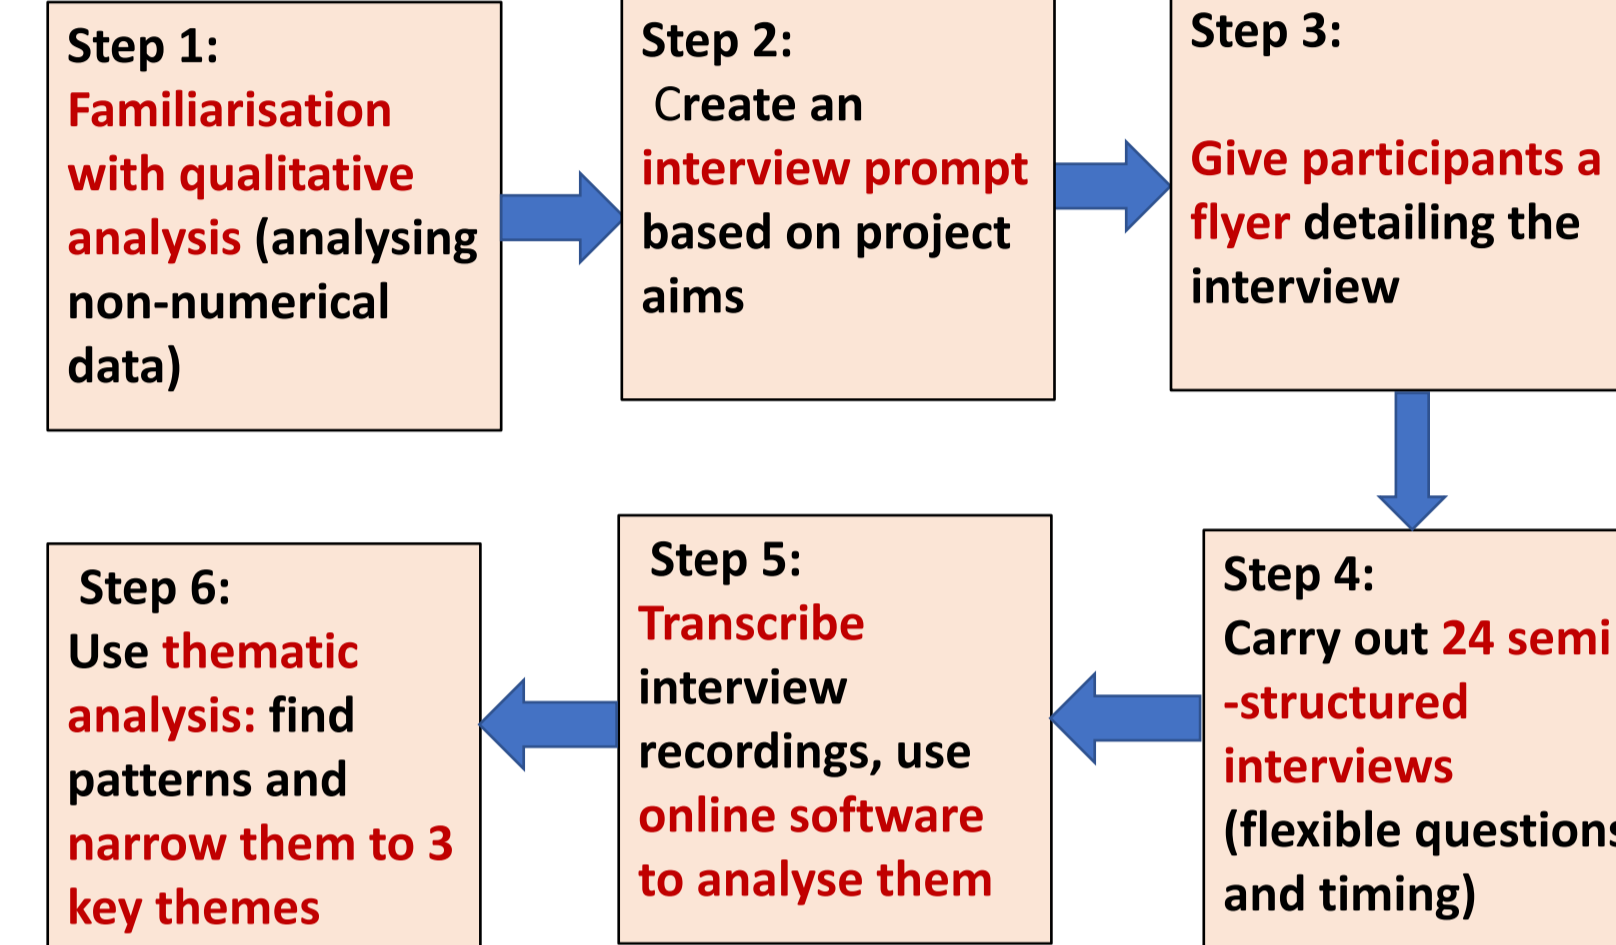 Step 1:
Familiarisation
with qualitative
analysis (analysing
non-numerical
data)
Step 2:
Create an
interview prompt
based on project
aims
Step 3:
Give participants a
flyer detailing the
interview
Step 4:
Carry out 24 semi
-structured
interviews
(flexible questions
and timing)
Step 5:
Transcribe
interview
recordings, use
online software
to analyse them
Step 6:
Use thematic
analysis: find
patterns and
narrow them to 3
key themes